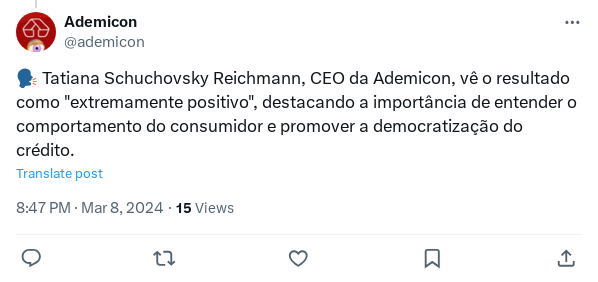 Ademicon
@ademicon
🗣️ Tatiana Schuchovsky Reichmann, CEO da Ademicon, vê o resultado
como "extremamente positivo", destacando a importância de entender o
comportamento do consumidor e promover a democratização do
crédito.
Translate post
8:47 PM · Mar 8, 2024 · 15 Views